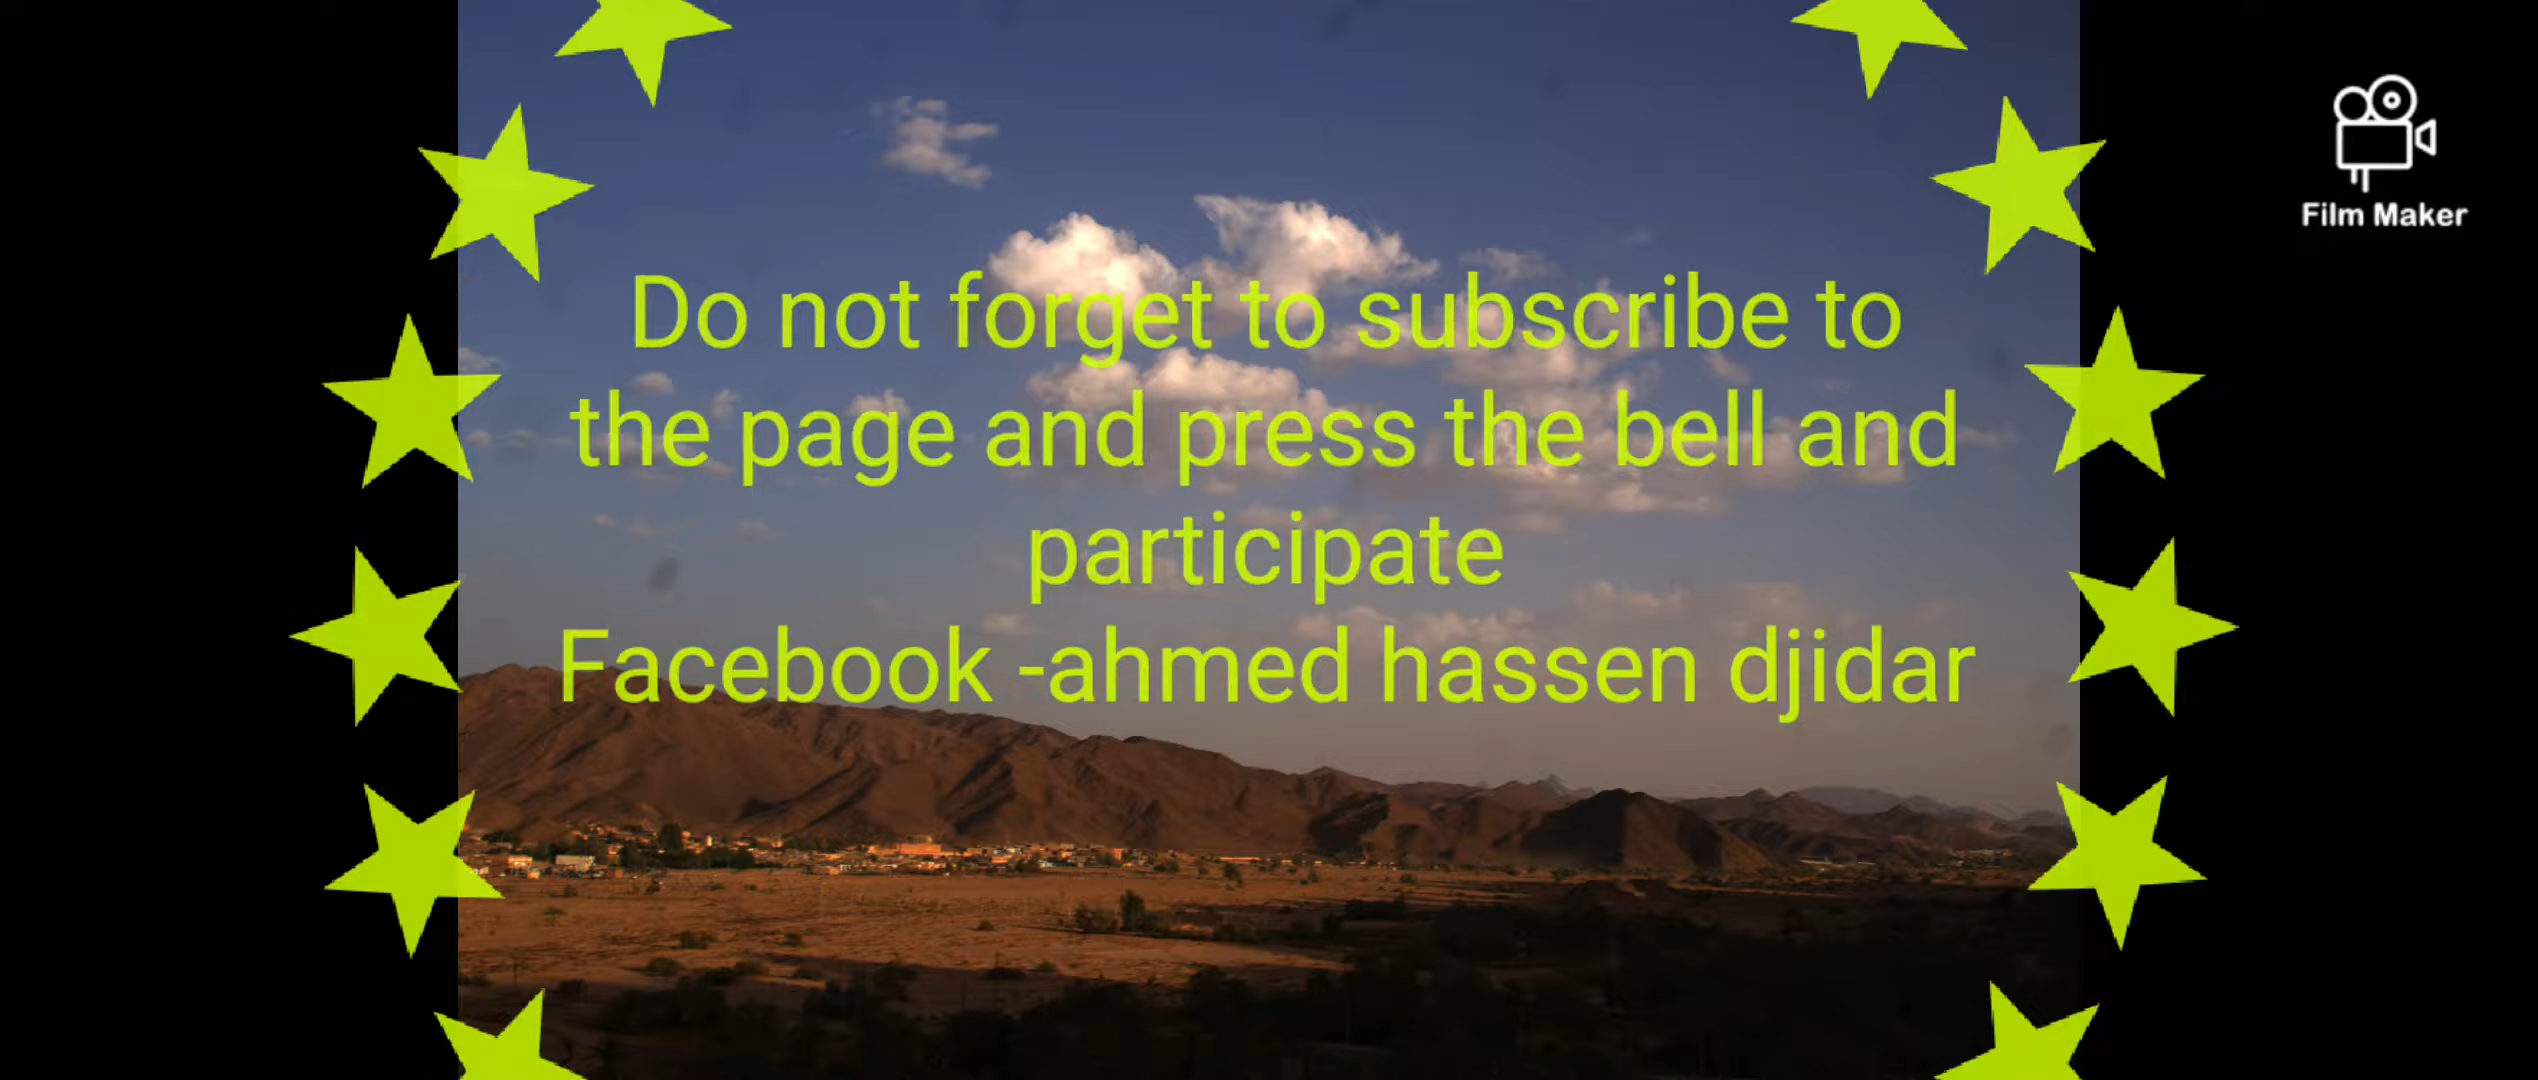 Film Maker
Do not forget to subscribe to
the page and press the bell and
participate
Facebook -ahmed hassen djidar